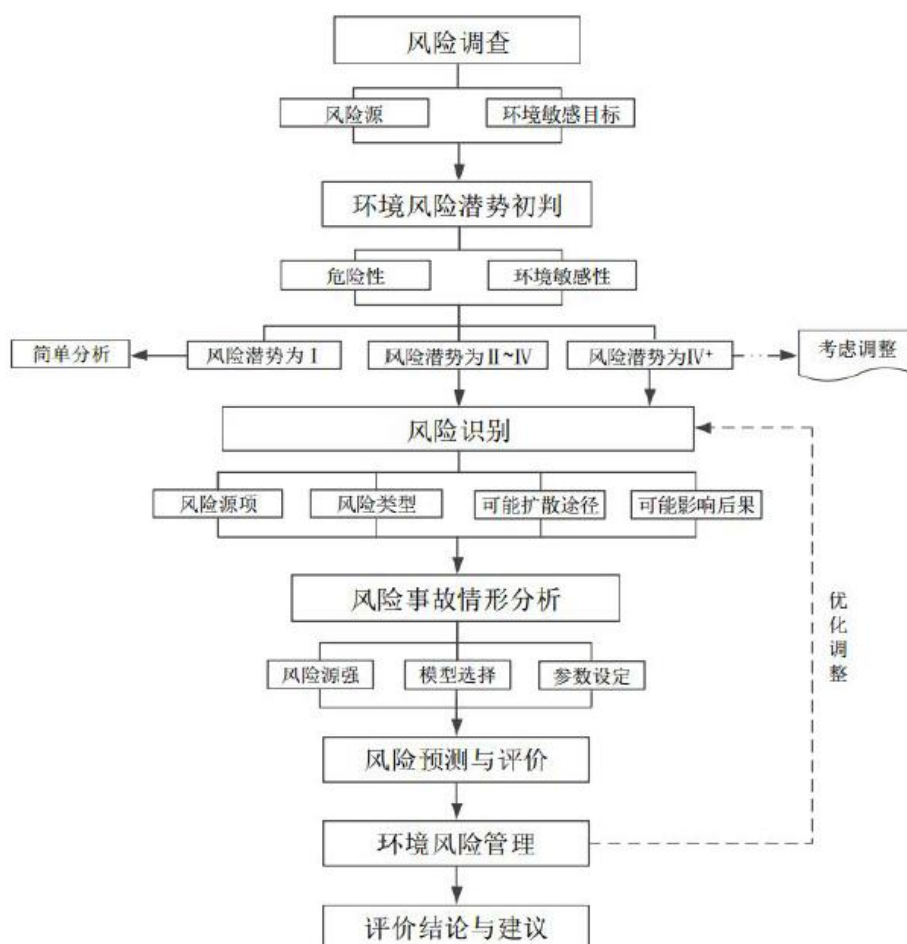 风险调查
风险源
环境敏感目标
环境风险潜势初判
危险性
环境敏感性
简单分析
风险潜势为Ⅰ
风险潜势为Ⅱ~Ⅳ
风险潜势为Ⅳ+
考虑调整
风险识别
风险源项
风险类型
可能扩散途径
可能影响后果
风险事故情形分析
风险源强
模型选择
参数设定
优化调整
风险预测与评价
环境风险管理
评价结论与建议